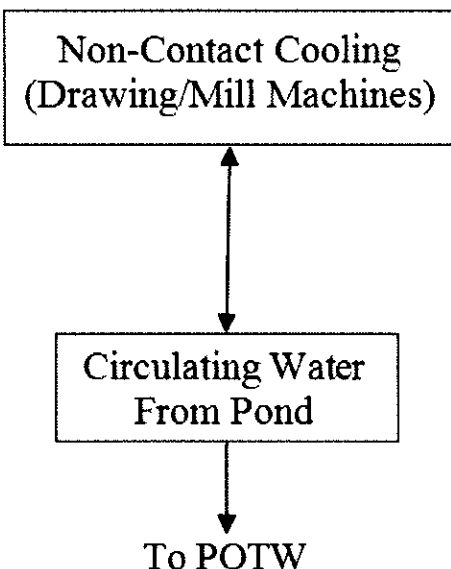 Non-Contact Cooling
(Drawing/Mill Machines)
Circulating Water
From Pond
To POTW